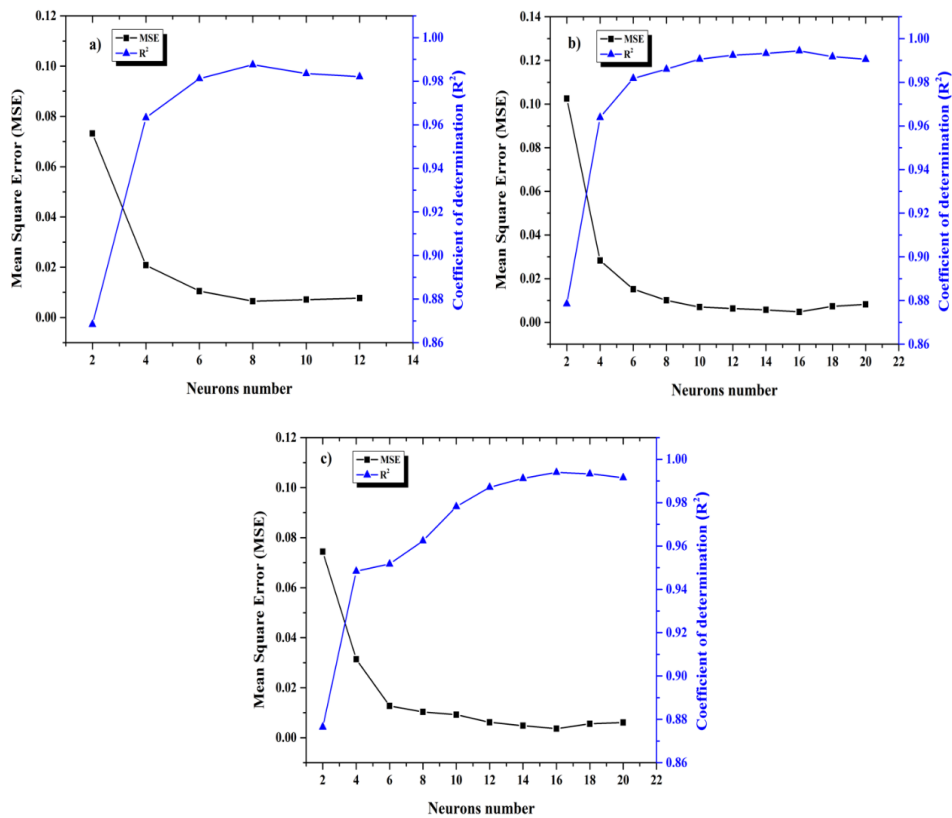 a)
MSE
R²
0.12
0.10
0.08
0.06
0.04
0.02
0.00
Mean Square Error (MSE)
1.00
0.98
0.96
0.94
0.92
0.90
0.88
0.86
Coefficient of determination (R²)
2 4 6 8 10 12 14
Neurons number
b)
MSE
R²
0.14
0.12
0.10
0.08
0.06
0.04
0.02
0.00
Mean Square Error (MSE)
1.00
0.98
0.96
0.94
0.92
0.90
0.88
0.86
Coefficient of determination (R²)
2 4 6 8 10 12 14 16 18 20 22
Neurons number
c)
MSE
R²
0.12
0.10
0.08
0.06
0.04
0.02
0.00
Mean Square Error (MSE)
1.00
0.98
0.96
0.94
0.92
0.90
0.88
0.86
Coefficient of determination (R²)
2 4 6 8 10 12 14 16 18 20 22
Neurons number